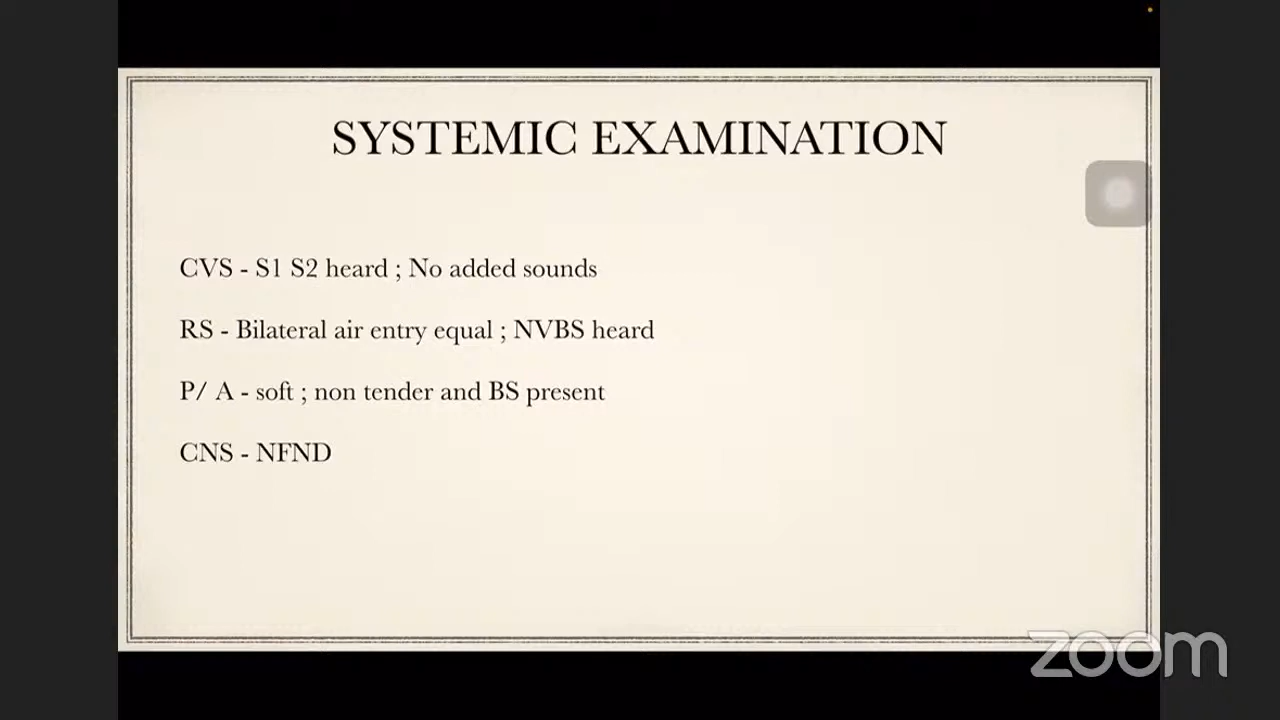 SYSTEMIC EXAMINATION
CVS - S1 S2 heard ; No added sounds
RS - Bilateral air entry equal ; NVBS heard
P/ A - soft ; non tender and BS present
CNS - NFND
zoom